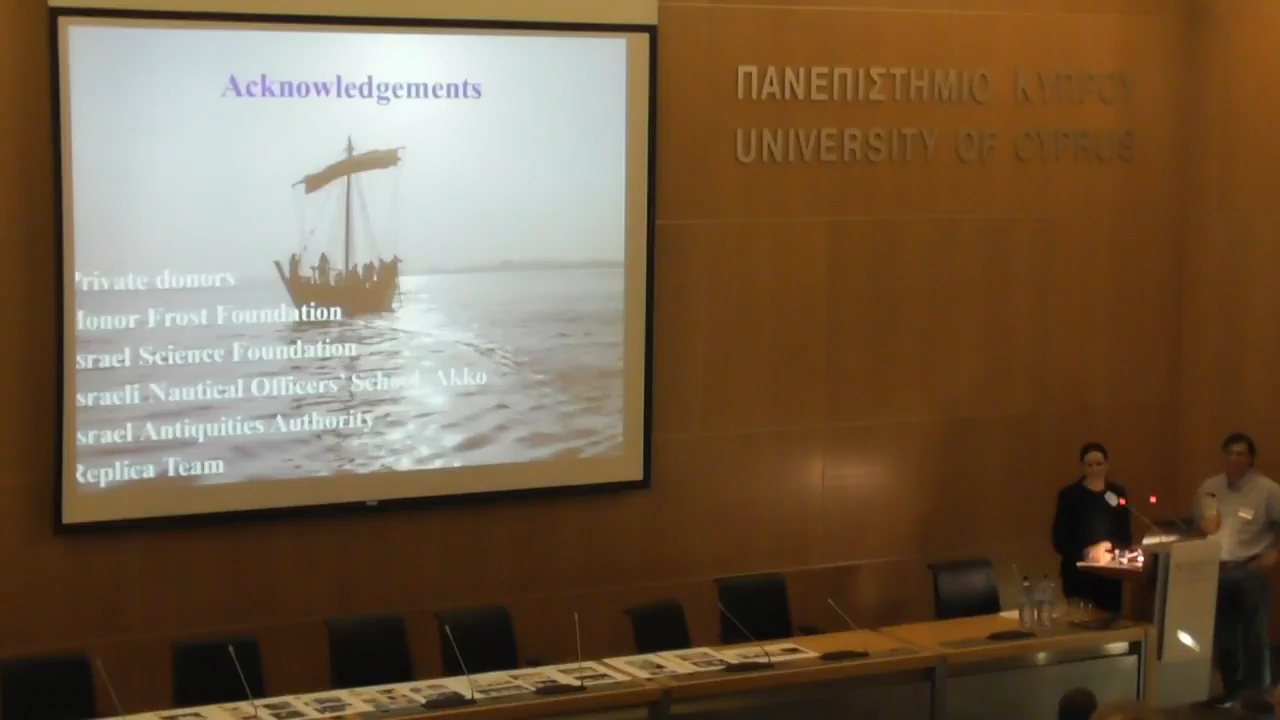 Acknowledgements
Private donors
Honor Frost Foundation
Israel Science Foundation
Israeli Nautical Officers' School, Akko
Israel Antiquities Authority
Replica Team
ΠΑΝΕΠΙΣΤΗΜΙΟ ΚΥΠΡΟΥ
UNIVERSITY OF CYPRUS